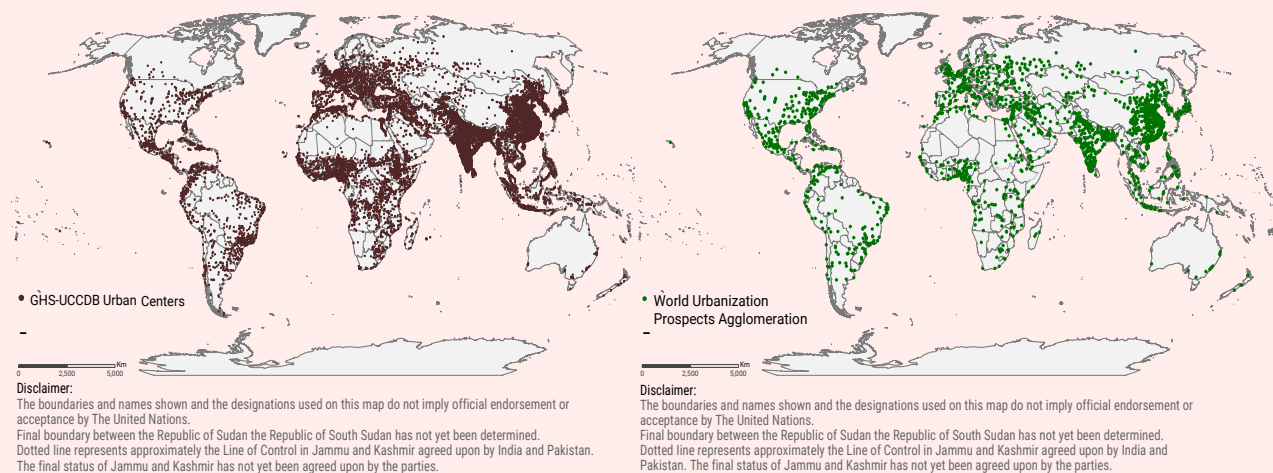 GHS-UCCDB Urban Centers
Km
0 2,500 5,000
Disclaimer:
The boundaries and names shown and the designations used on this map do not imply official endorsement or
acceptance by The United Nations.
Final boundary between the Republic of Sudan the Republic of South Sudan has not yet been determined.
Dotted line represents approximately the Line of Control in Jammu and Kashmir agreed upon by India and Pakistan.
The final status of Jammu and Kashmir has not yet been agreed upon by the parties.
World Urbanization
Prospects Agglomeration
Km
0 2,500 5,000
Disclaimer:
The boundaries and names shown and the designations used on this map do not imply official endorsement or
acceptance by The United Nations.
Final boundary between the Republic of Sudan the Republic of South Sudan has not yet been determined.
Dotted line represents approximately the Line of Control in Jammu and Kashmir agreed upon by India and
Pakistan. The final status of Jammu and Kashmir has not yet been agreed upon by the parties.